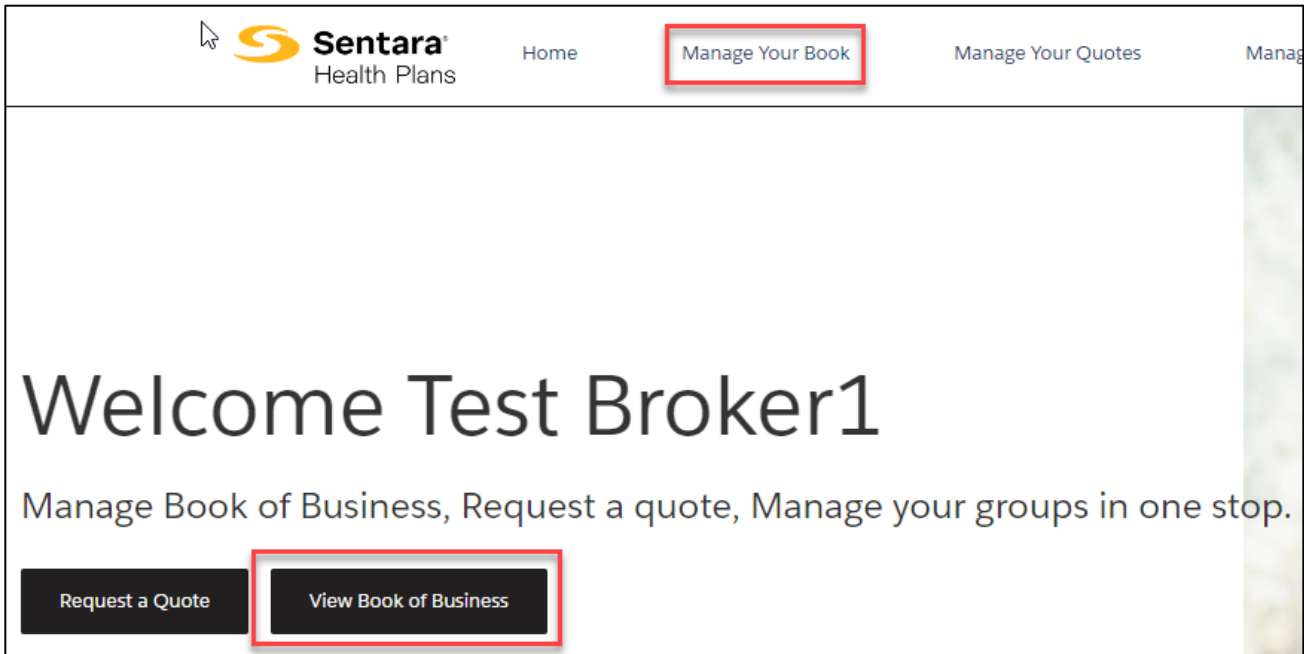 Sentara®
Health Plans
Home
Manage Your Book
Manage Your Quotes
Manag
Welcome Test Broker1
Manage Book of Business, Request a quote, Manage your groups in one stop.
Request a Quote
View Book of Business